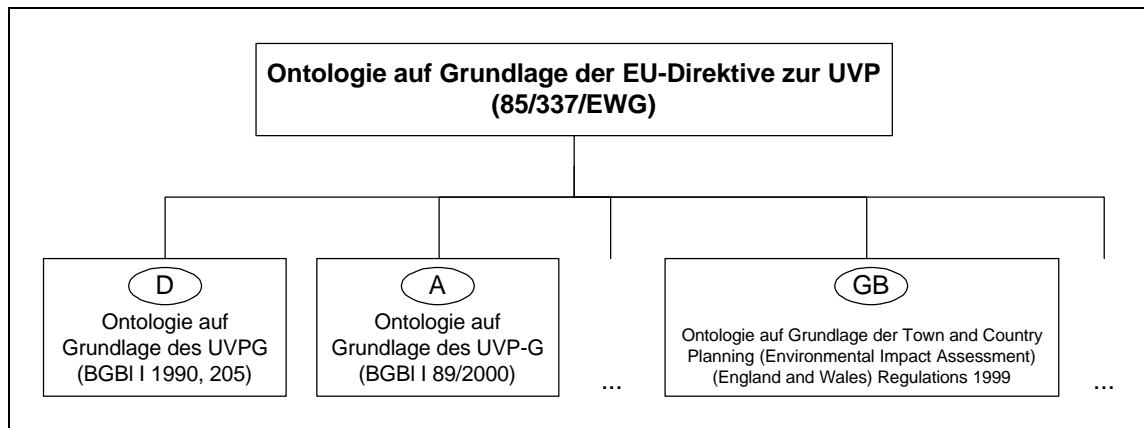 Ontologie auf Grundlage der EU-Direktive zur UVP
(85/337/EWG)
D
Ontologie auf
Grundlage des UVPG
(BGBl I 1990, 205)
A
Ontologie auf
Grundlage des UVP-G
(BGBl I 89/2000)
...
GB
Ontologie auf Grundlage der Town and Country
Planning (Environmental Impact Assessment)
(England and Wales) Regulations 1999
...